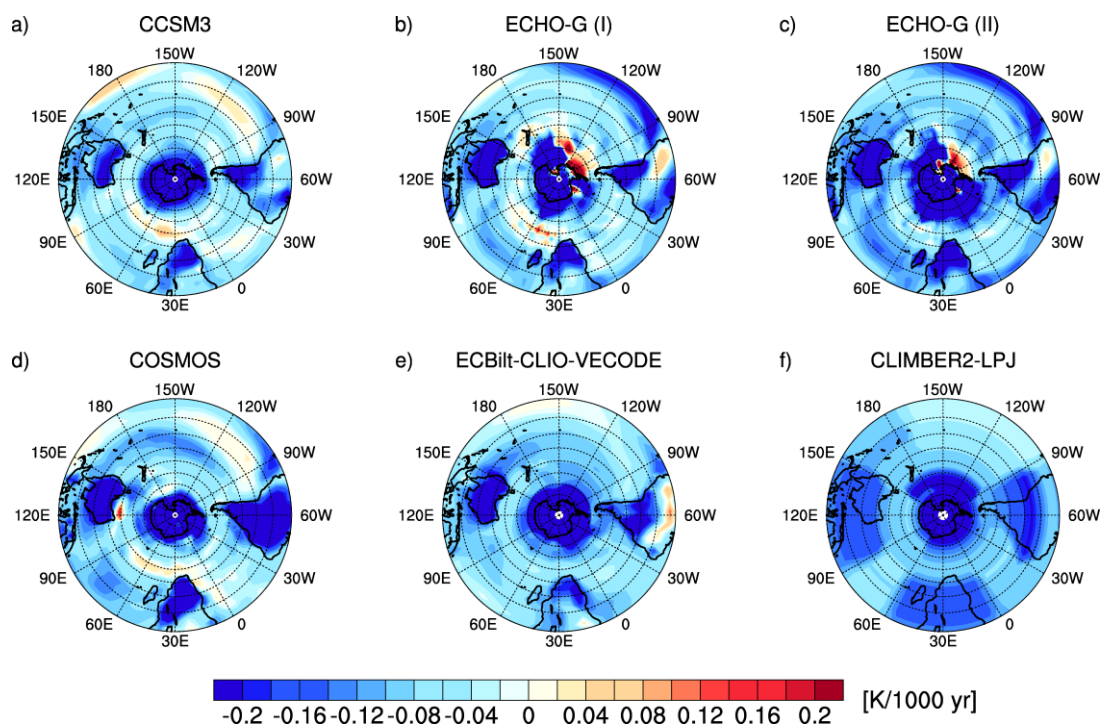 a) CCSM3 b) ECHO-G (I) c) ECHO-G (II)
150W 150W 150W
180 120W 180 120W 180 120W
150E 90W 150E 90W 150E 90W
120E 60W 120E 60W 120E 60W
90E 30W 90E 30W 90E 30W
60E 0 60E 0 60E 0
30E 30E 30E
d) COSMOS e) ECBilt-CLIO-VECODE f) CLIMBER2-LPJ
150W 150W 150W
180 120W 180 120W 180 120W
150E 90W 150E 90W 150E 90W
120E 60W 120E 60W 120E 60W
90E 30W 90E 30W 90E 30W
60E 0 60E 0 60E 0
30E 30E 30E
[K/1000 yr]
-0.2 -0.16 -0.12 -0.08 -0.04 0 0.04 0.08 0.12 0.16 0.2